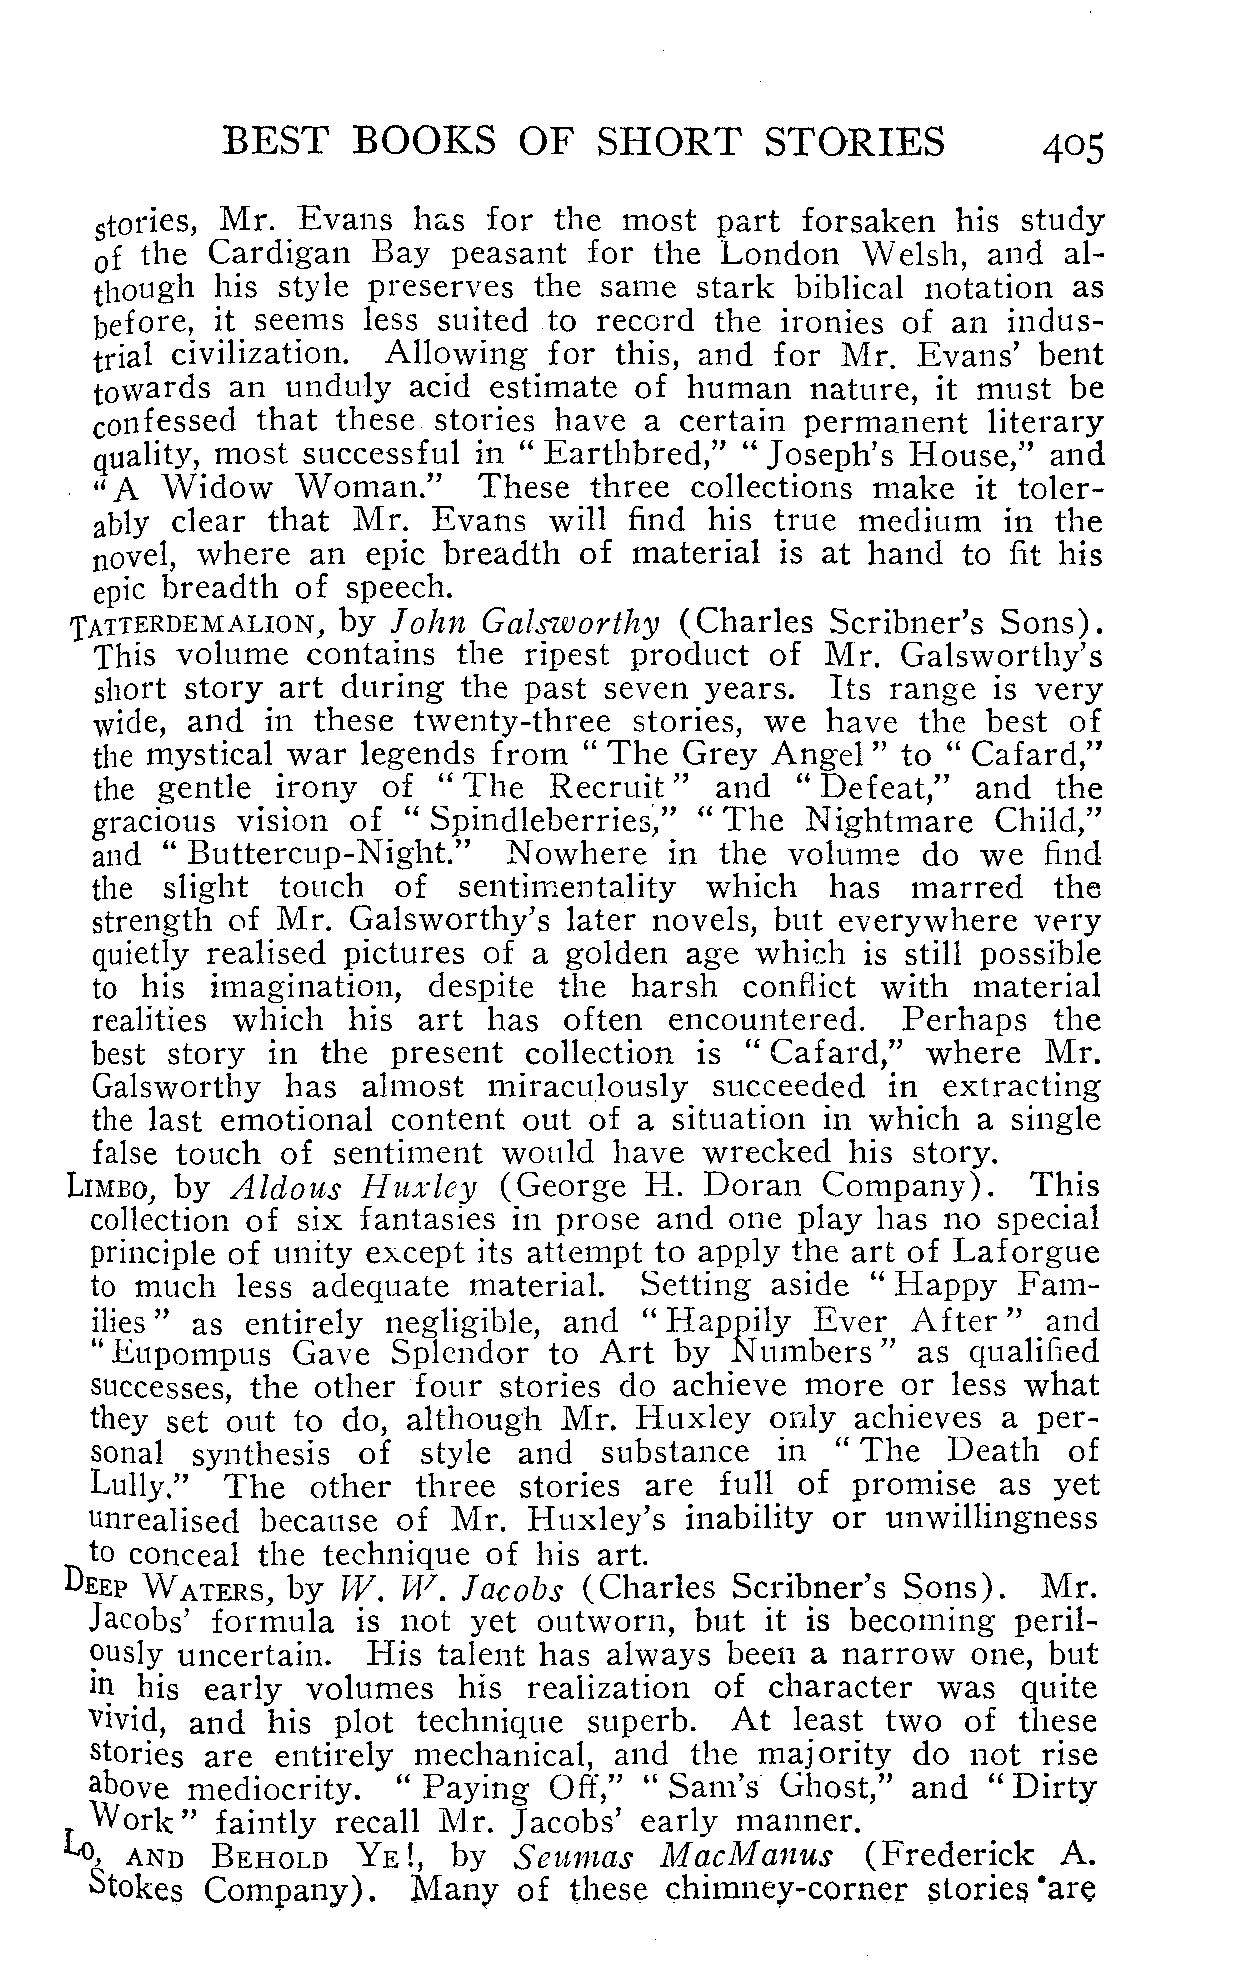 BEST BOOKS OF SHORT STORIES 405
stories, Mr. Evans has for the most part forsaken his study
of the Cardigan Bay peasant for the London Welsh, and al-
though his style preserves the same stark biblical notation as
before, it seems less suited to record the ironies of an indus-
trial civilization. Allowing for this, and for Mr. Evans' bent
towards an unduly acid estimate of human nature, it must be
confessed that these stories have a certain permanent literary
quality, most successful in "Earthbred," "Joseph's House," and
"A Widow Woman." These three collections make it toler-
ably clear that Mr. Evans will find his true medium in the
novel, where an epic breadth of material is at hand to fit his
epic breadth of speech.
TATTERDEMALION, by John Galsworthy (Charles Scribner's Sons).
This volume contains the ripest product of Mr. Galsworthy's
short story art during the past seven years. Its range is very
wide, and in these twenty-three stories, we have the best of
the mystical war legends from "The Grey Angel" to "Cafard,"
the gentle irony of "The Recruit" and "Defeat," and the
gracious vision of "Spindleberries," "The Nightmare Child,"
and "Buttercup-Night." Nowhere in the volume do we find
the slight touch of sentimentality which has marred the
strength of Mr. Galsworthy's later novels, but everywhere very
quietly realised pictures of a golden age which is still possible
to his imagination, despite the harsh conflict with material
realities which his art has often encountered. Perhaps the
best story in the present collection is "Cafard," where Mr.
Galsworthy has almost miraculously succeeded in extracting
the last emotional content out of a situation in which a single
false touch of sentiment would have wrecked his story.
LIMBO, by Aldous Huxley (George H. Doran Company). This
collection of six fantasies in prose and one play has no special
principle of unity except its attempt to apply the art of Laforgue
to much less adequate material. Setting aside "Happy Fam-
ilies" as entirely negligible, and "Happily Ever After" and
"Eupompus Gave Splendor to Art by Numbers" as qualified
successes, the other four stories do achieve more or less what
they set out to do, although Mr. Huxley only achieves a per-
sonal synthesis of style and substance in "The Death of
Lully." The other three stories are full of promise as yet
unrealised because of Mr. Huxley's inability or unwillingness
to conceal the technique of his art.
DEEP WATERS, by W. W. Jacobs (Charles Scribner's Sons). Mr.
Jacobs' formula is not yet outworn, but it is becoming peril-
ously uncertain. His talent has always been a narrow one, but
in his early volumes his realization of character was quite
vivid, and his plot technique superb. At least two of these
stories are entirely mechanical, and the majority do not rise
above mediocrity. "Paying Off," "Sam's Ghost," and "Dirty
Work" faintly recall Mr. Jacobs' early manner.
LO, AND BEHOLD YE!, by Seumas MacManus (Frederick A.
Stokes Company). Many of these chimney-corner stories are